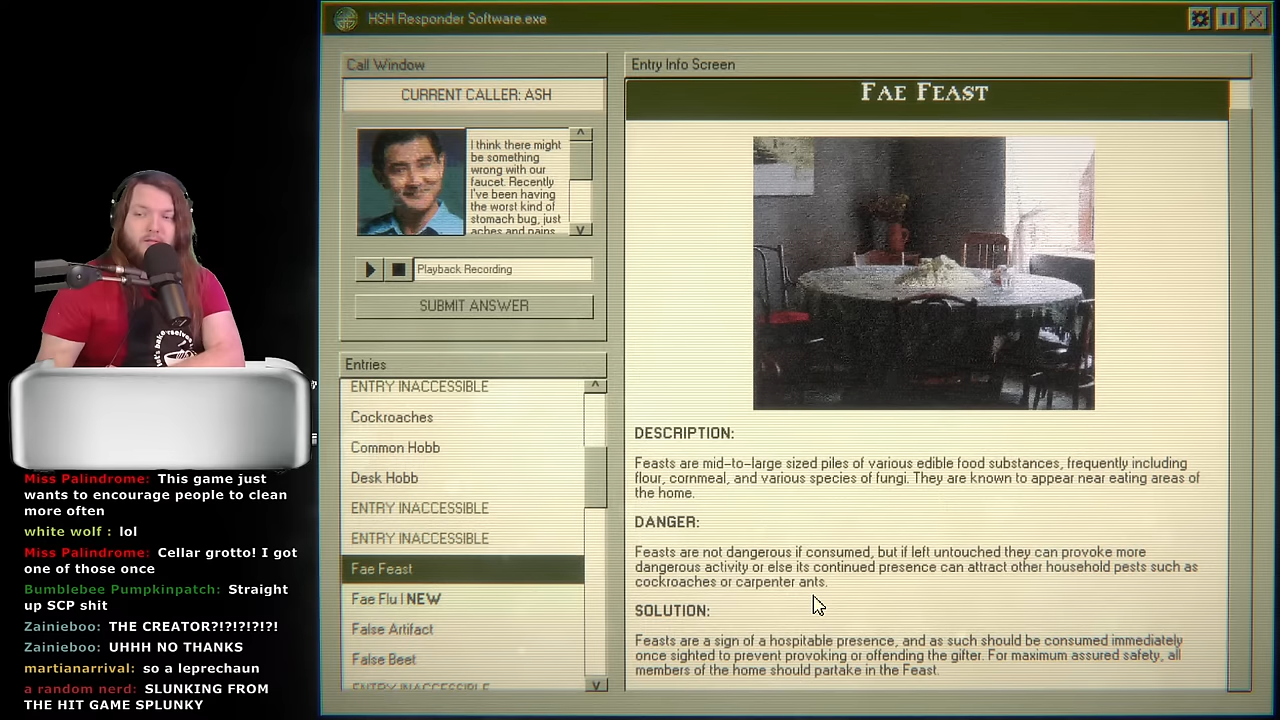 HSH Responder Software.exe
Call Window
CURRENT CALLER: ASH
I think there might
be something
wrong with our
faucet. Recently
I've been having
the worst kind of
stomach bug, just
aches and pains
Playback Recording
SUBMIT ANSWER
Entries
ENTRY INACCESSIBLE
Cockroaches
Common Hobb
Desk Hobb
ENTRY INACCESSIBLE
ENTRY INACCESSIBLE
Fae Feast
Fae Flu | NEW
False Artifact
False Beet
ENTRY INACCESSIBLE
Entry Info Screen
FAE FEAST
DESCRIPTION:
Feasts are mid-to-large sized piles of various edible food substances, frequently including
flour, cornmeal, and various species of fungi. They are known to appear near eating areas of
the home.
DANGER:
Feasts are not dangerous if consumed, but if left untouched they can provoke more
dangerous activity or else its continued presence can attract other household pests such as
cockroaches or carpenter ants.
SOLUTION:
Feasts are a sign of a hospitable presence, and as such should be consumed immediately
once sighted to prevent provoking or offending the gifter. For maximum assured safety, all
members of the home should partake in the Feast.
Miss Palindrome: This game just
wants to encourage people to clean
more often
white wolf : lol
Miss Palindrome: Cellar grotto! I got
one of those once
Bumblebee Pumpkinpatch: Straight
up SCP shit
Zainieboo: THE CREATOR?!?!?!?!?!
Zainieboo: UHHH NO THANKS
martianarrival: so a leprechaun
a random nerd: SLUNKING FROM
THE HIT GAME SPLUNKY